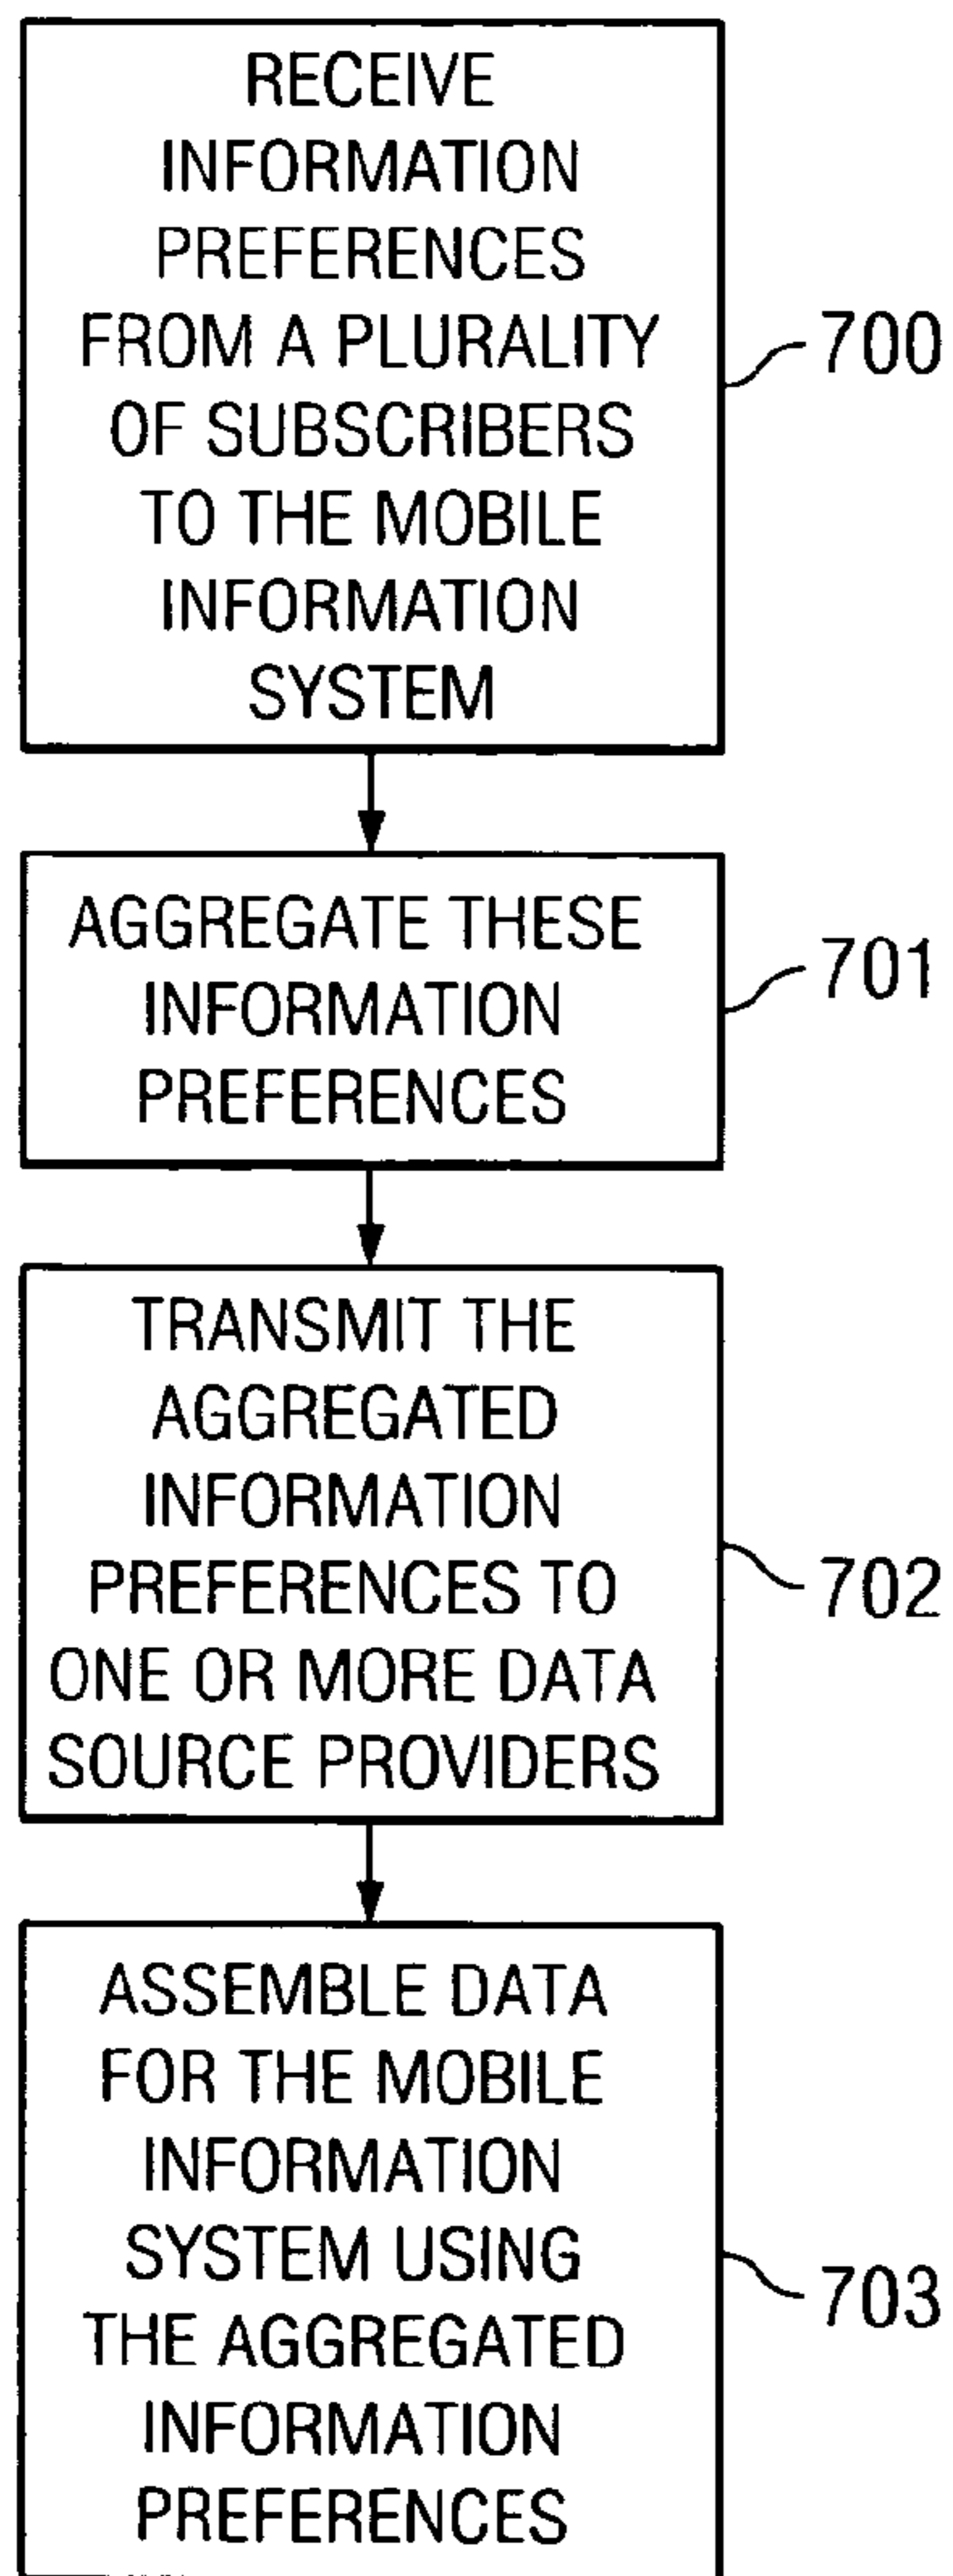 RECEIVE
INFORMATION
PREFERENCES
FROM A PLURALITY
OF SUBSCRIBERS
TO THE MOBILE
INFORMATION
SYSTEM
700
AGGREGATE THESE
INFORMATION
PREFERENCES
701
TRANSMIT THE
AGGREGATED
INFORMATION
PREFERENCES TO
ONE OR MORE DATA
SOURCE PROVIDERS
702
ASSEMBLE DATA
FOR THE MOBILE
INFORMATION
SYSTEM USING
THE AGGREGATED
INFORMATION
PREFERENCES
703